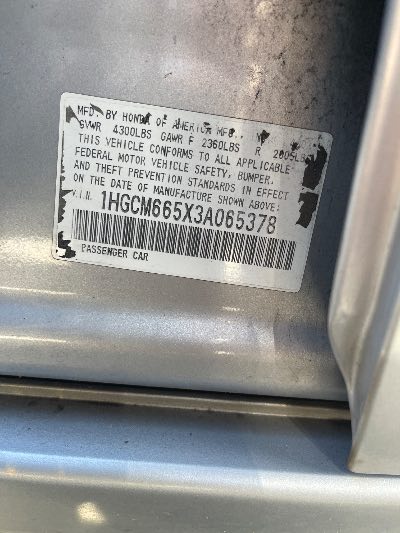 MFD. BY HONDA OF AMERICA MFG.,
GVWR 4300LBS GAWR F 2360LBS R 2005LBS
THIS VEHICLE CONFORMS TO ALL APPLICABLE
FEDERAL MOTOR VEHICLE SAFETY, BUMPER,
AND THEFT PREVENTION STANDARDS IN EFFECT
ON THE DATE OF MANUFACTURE SHOWN ABOVE:
V.I.N. 1HGCM665X3A065378
PASSENGER CAR